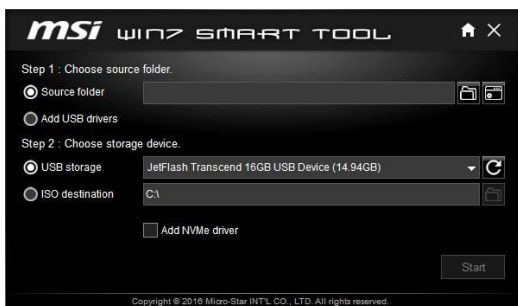 msi WIN7 SMART TOOL
Step 1 : Choose source folder.
Source folder
Add USB drivers
Step 2 : Choose storage device.
USB storage JetFlash Transcend 16GB USB Device (14.94GB)
ISO destination C:\
Add NVMe driver
Start
Copyright © 2016 Micro-Star INT'L CO., LTD. All rights reserved.